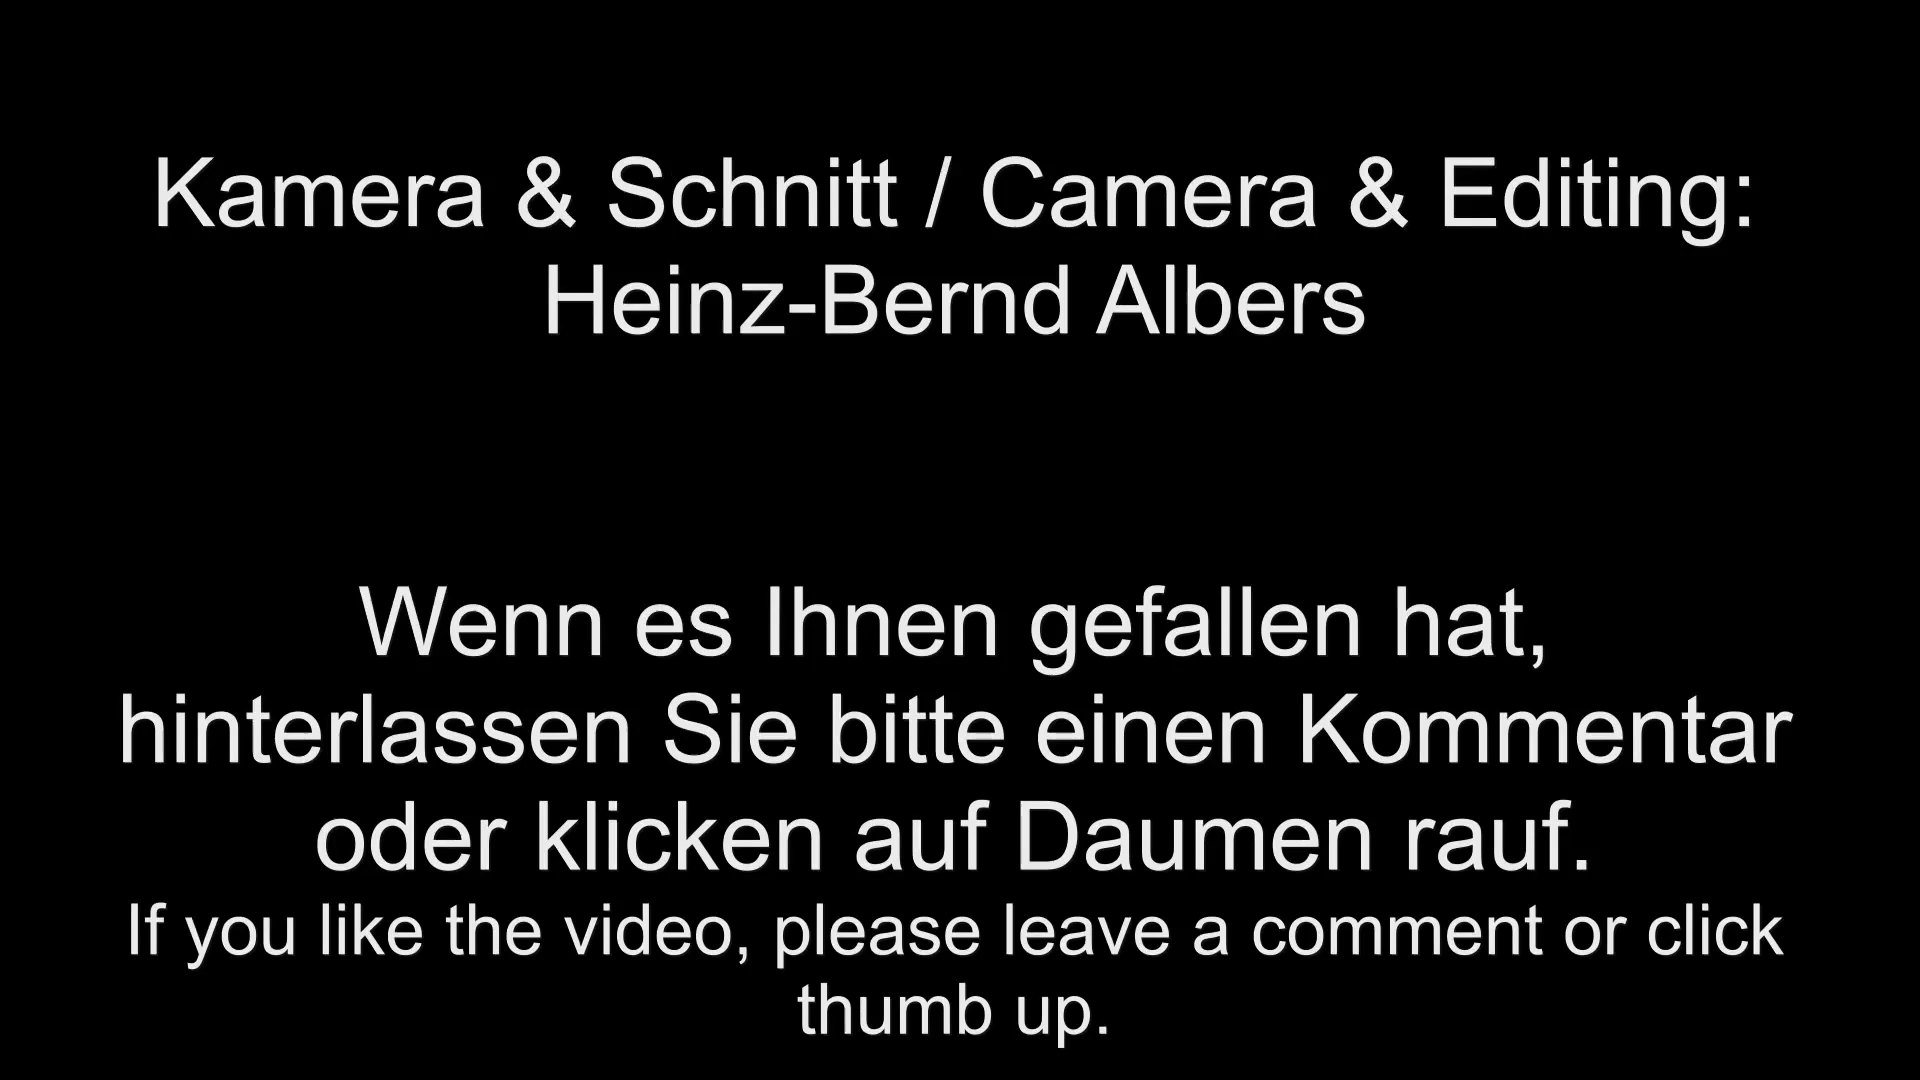 Kamera & Schnitt / Camera & Editing:
Heinz-Bernd Albers
Wenn es Ihnen gefallen hat,
hinterlassen Sie bitte einen Kommentar
oder klicken auf Daumen rauf.
If you like the video, please leave a comment or click
thumb up.